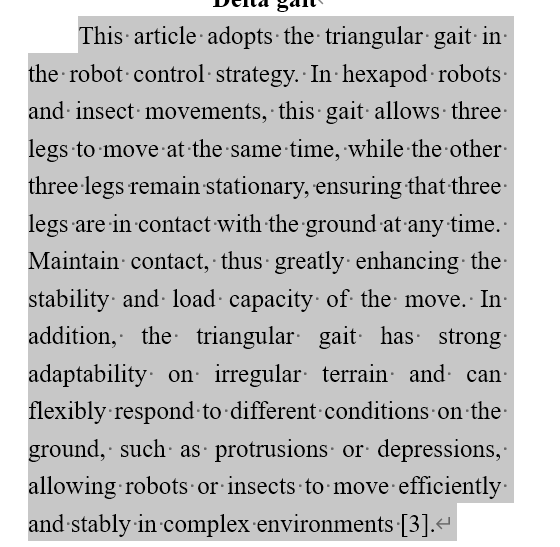 Delta gait
This article adopts the triangular gait in
the robot control strategy. In hexapod robots
and insect movements, this gait allows three
legs to move at the same time, while the other
three legs remain stationary, ensuring that three
legs are in contact with the ground at any time.
Maintain contact, thus greatly enhancing the
stability and load capacity of the move. In
addition, the triangular gait has strong
adaptability on irregular terrain and can
flexibly respond to different conditions on the
ground, such as protrusions or depressions,
allowing robots or insects to move efficiently
and stably in complex environments [3].